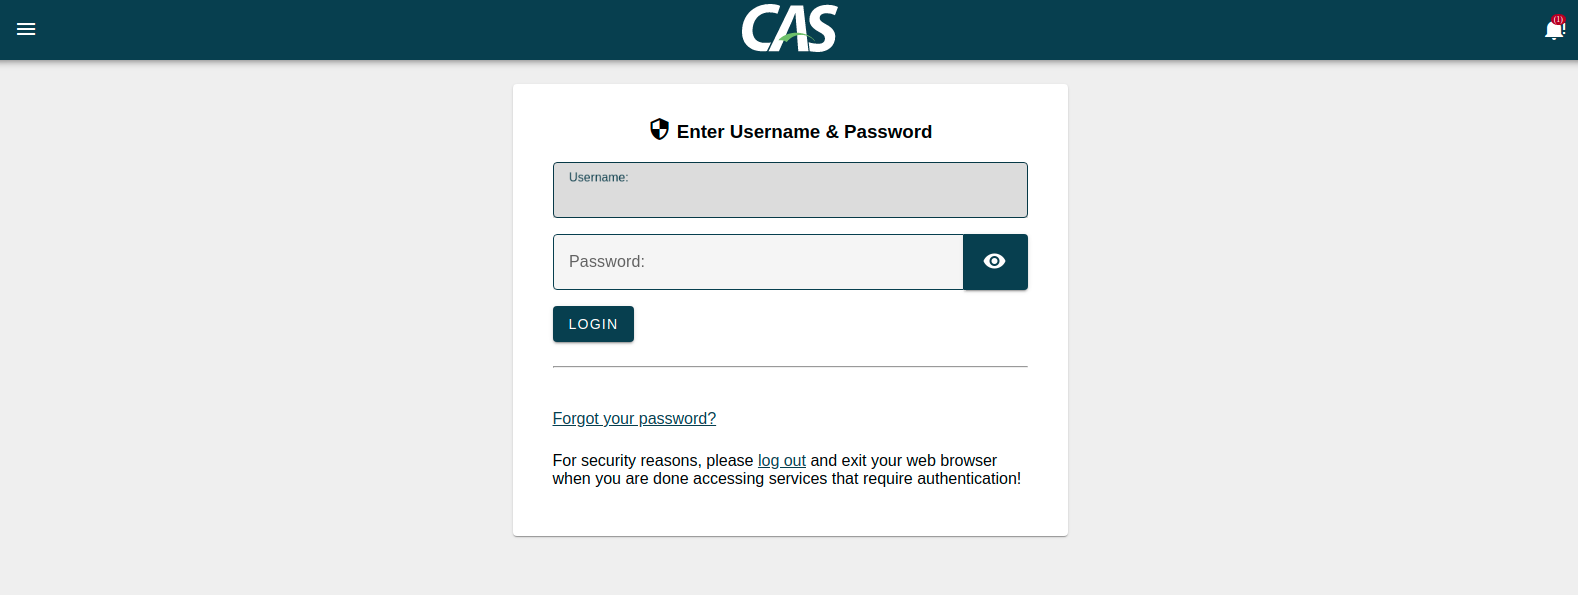 CAS
(1)
Enter Username & Password
Username:
Password:
LOGIN
Forgot your password?
For security reasons, please log out and exit your web browser
when you are done accessing services that require authentication!